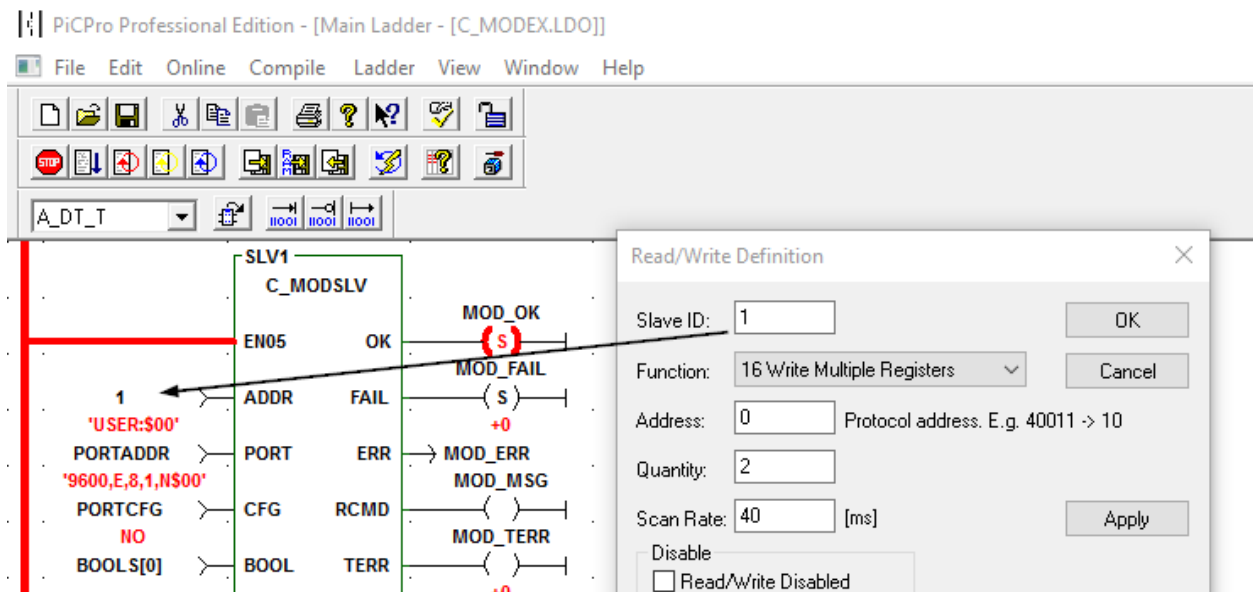 PiCPro Professional Edition - [Main Ladder - [C_MODEX.LDO]]
File Edit Online Compile Ladder View Window Help
A_DT_T
SLV1
C_MODSLV
MOD_OK
EN05 OK S
MOD_FAIL
1 ADDR FAIL S
'USER:$00' +0
PORTADDR PORT ERR MOD_ERR
'9600,E,8,1,N$00' MOD_MSG
PORTCFG CFG RCMD
NO MOD_TERR
BOOLS[0] BOOL TERR
+0
Read/Write Definition
Slave ID: 1 OK
Function: 16 Write Multiple Registers Cancel
Address: 0 Protocol address. E.g. 40011 -> 10
Quantity: 2
Scan Rate: 40 [ms] Apply
Disable
Read/Write Disabled